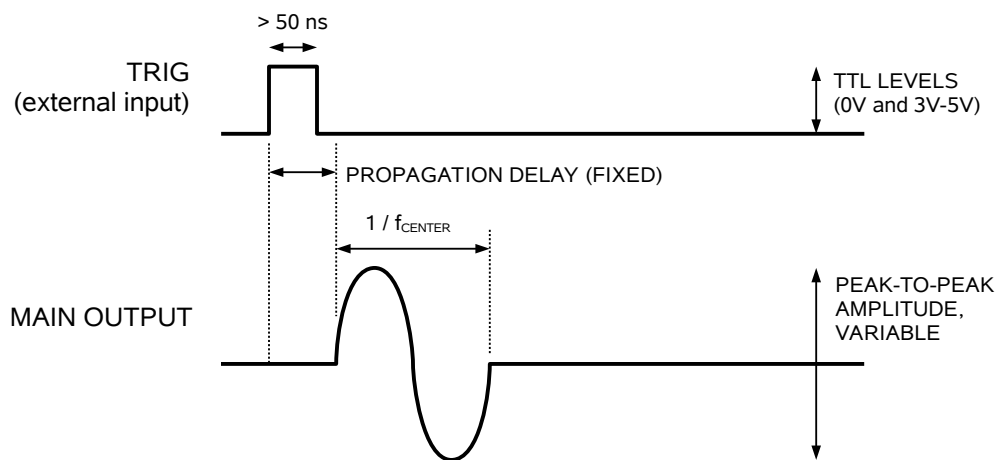 > 50 ns
TRIG
(external input)
TTL LEVELS
(0V and 3V-5V)
PROPAGATION DELAY (FIXED)
1 / fCENTER
MAIN OUTPUT
PEAK-TO-PEAK
AMPLITUDE,
VARIABLE